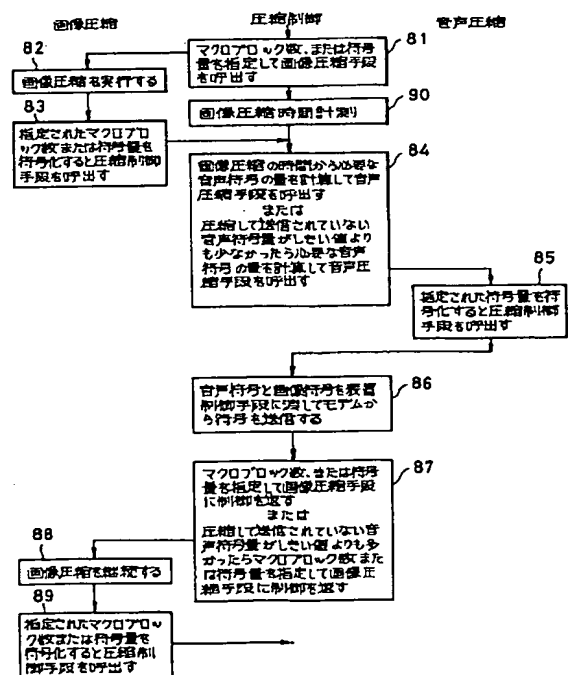 画像圧縮
圧縮制御
音声圧縮
81
マクロブロック数、または符号
量を指定して画像圧縮手段
を呼出す
82
画像圧縮を実行する
90
画像圧縮時間計測
83
指定されたマクロブロ
ック数または符号量を
符号化すると圧縮制御
手段を呼出す
84
画像圧縮の時間から必要な
音声符号の量を計算して音声
圧縮手段を呼出す
または
圧縮して送信されていない
音声符号量がしきい値より
も少なかったら必要な音声
符号の量を計算して音声圧
縮手段を呼出す
85
指定された符号量を符
号化すると圧縮制御
手段を呼出す
86
音声符号と画像符号を装置
制御手段に渡してモデムか
ら符号を送信する
87
マクロブロック数、または符号
量を指定して画像圧縮手段
に制御を返す
または
圧縮して送信されていない音
声符号量がしきい値よりも多
かったらマクロブロック数また
は符号量を指定して画像圧
縮手段に制御を返す
88
画像圧縮を継続する
89
指定されたマクロブロッ
ク数または符号量を
符号化すると圧縮制
御手段を呼出す